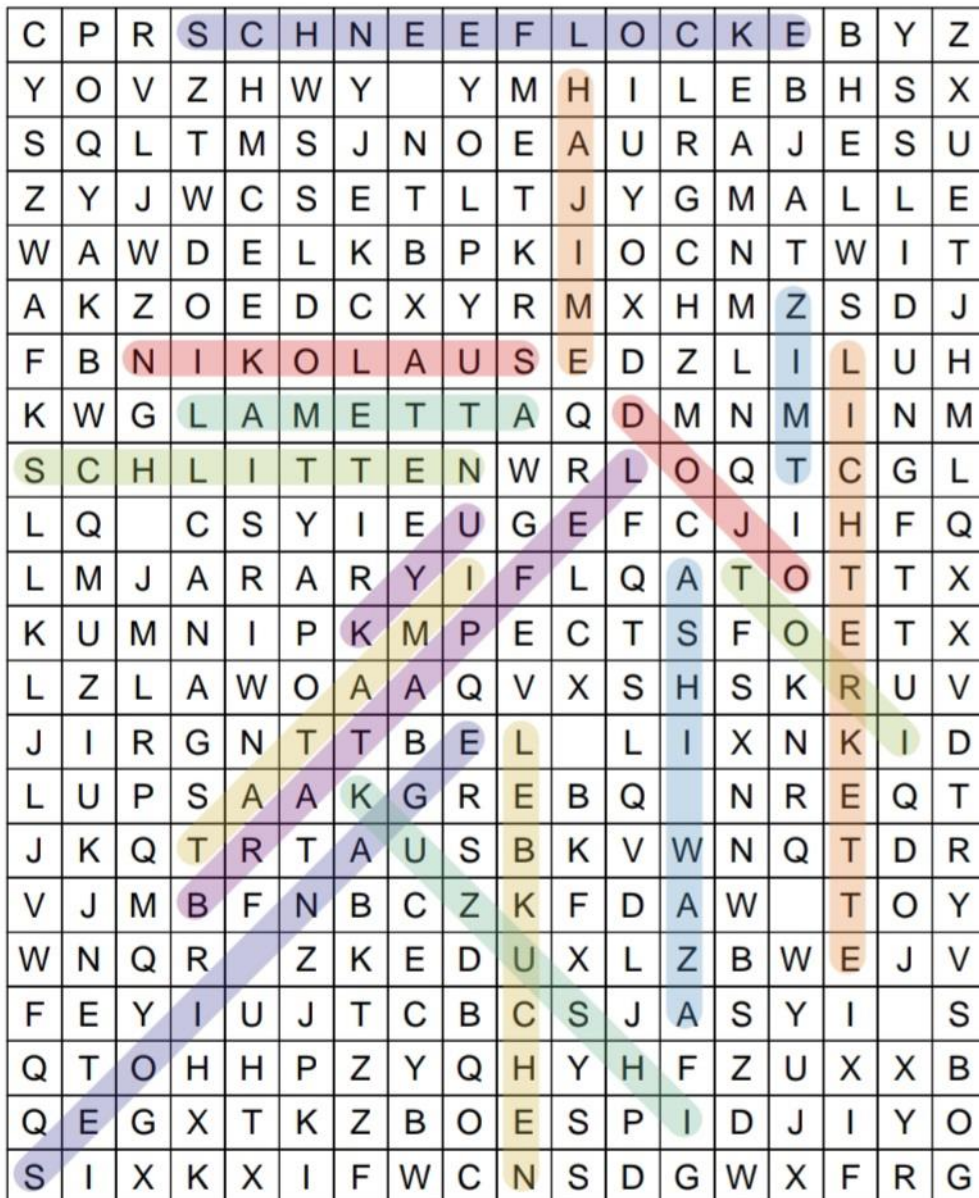 C P R S C H N E E F L O C K E B Y Z
Y O V Z H W Y Y M H I L E B H S X
S Q L T M S J N O E A U R A J E S U
Z Y J W C S E T L T J Y G M A L L E
W A W D E L K B P K I O C N T W I T
A K Z O E D C X Y R M X H M Z S D J
F B N I K O L A U S E D Z L I L U H
K W G L A M E T T A Q D M N M I N M
S C H L I T T E N W R L O Q T C G L
L Q C S Y I E U G E F C J I H F Q
L M J A R A R Y I F L Q A T O T T X
K U M N I P K M P E C T S F O E T X
L Z L A W O A A Q V X S H S K R U V
J I R G N T T B E L L I X N K I D
L U P S A A K G R E B Q N R E Q T
J K Q T R T A U S B K V W N Q T D R
V J M B F N B C Z K F D A W T O Y
W N Q R Z K E D U X L Z B W E J V
F E Y I U J T C B C S J A S Y I S
Q T O H H P Z Y Q H Y H F Z U X X B
Q E G X T K Z B O E S P I D J I Y O
S I X K X I F W C N S D G W X F R G